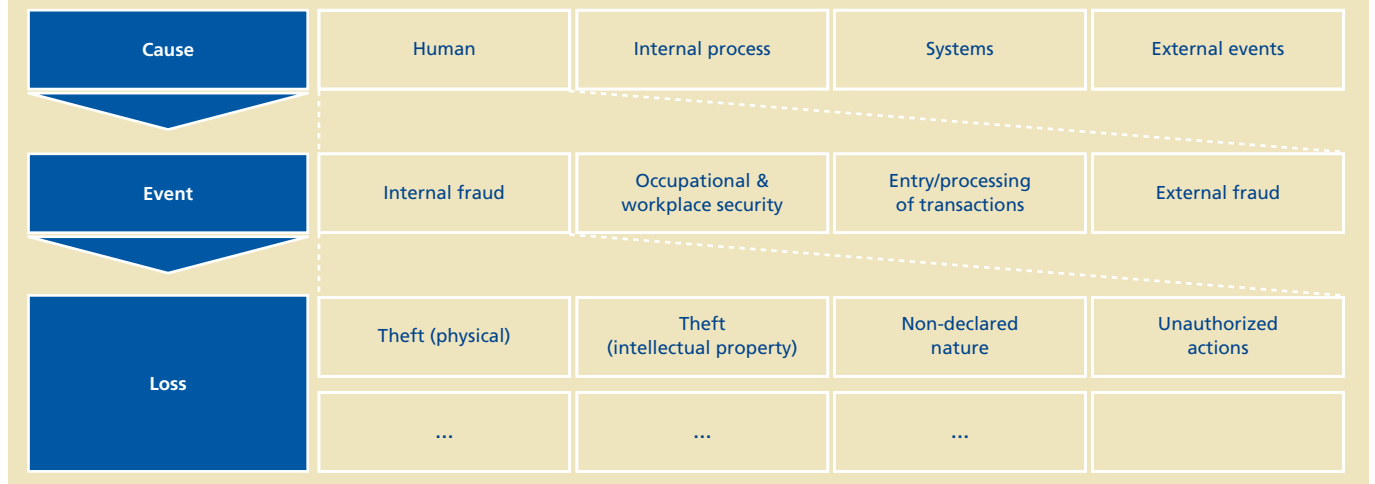 Cause
Human
Internal process
Systems
External events
Event
Internal fraud
Occupational &
workplace security
Entry/processing
of transactions
External fraud
Loss
Theft (physical)
Theft
(intellectual property)
Non-declared
nature
Unauthorized
actions
...
...
...